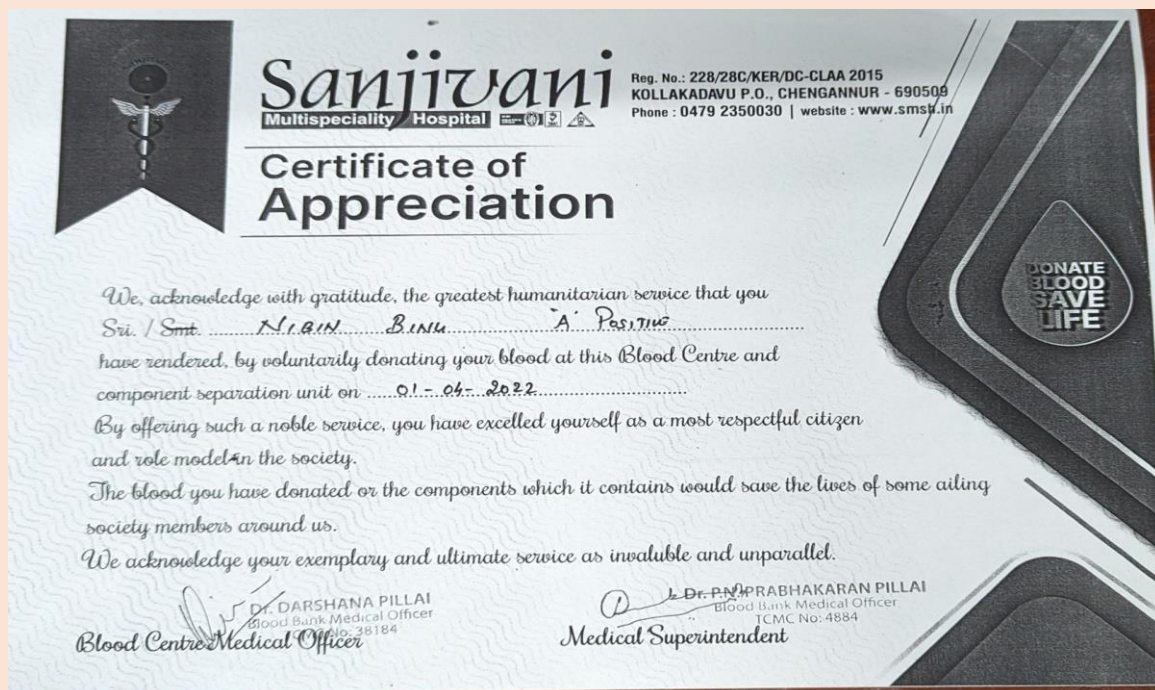 Sanjivani
Multispeciality Hospital
Reg. No.: 228/28C/KER/DC-CLAA 2015
KOLLAKADAVU P.O., CHENGANNUR - 690509
Phone : 0479 2350030 | website : www.smsh.in
Certificate of
Appreciation
DONATE
BLOOD
SAVE
LIFE
We, acknowledge with gratitude, the greatest humanitarian service that you
Sri. / Smt. NIBIN BINU 'A' POSITIVE
have rendered, by voluntarily donating your blood at this Blood Centre and
component separation unit on 01-04-2022
By offering such a noble service, you have excelled yourself as a most respectful citizen
and role model in the society.
The blood you have donated or the components which it contains would save the lives of some ailing
society members around us.
We acknowledge your exemplary and ultimate service as invaluble and unparallel.
Dr. DARSHANA PILLAI
Blood Bank Medical Officer
No: 38184
Blood Centre Medical Officer
Dr. P.N. PRABHAKARAN PILLAI
Blood Bank Medical Officer
TCMC No: 4884
Medical Superintendent